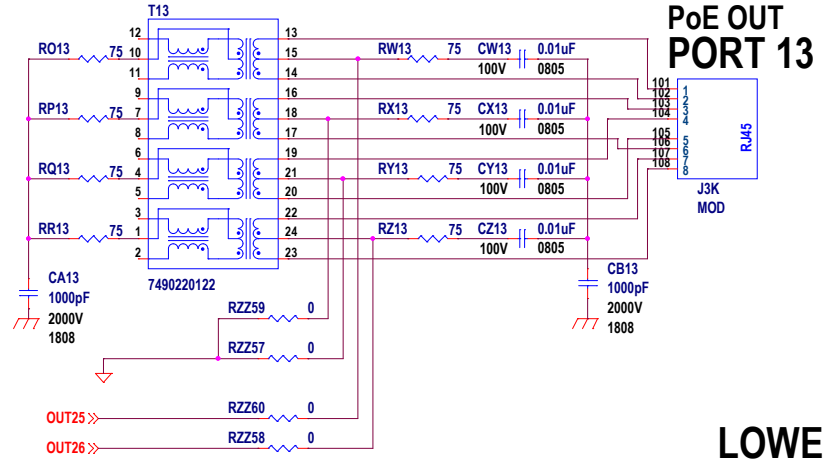 T13
PoE OUT
PORT 13
12 13
RO13 75 10 15 RW13 75 CW13 0.01uF
11 14 100V 0805
9 16
RP13 75 7 18 RX13 75 CX13 0.01uF
8 17 100V 0805
6 19
RQ13 75 4 21 RY13 75 CY13 0.01uF
5 20 100V 0805
3 22
RR13 75 1 24 RZ13 75 CZ13 0.01uF
2 23 100V 0805
101 1
102 2
103 3
104 4
105 5
106 6
107 7
108 8
RJ45
J3K
MOD
CA13
1000pF
2000V
1808
7490220122
CB13
1000pF
2000V
1808
RZZ59 0
RZZ57 0
OUT25 RZZ60 0
OUT26 RZZ58 0
LOWE